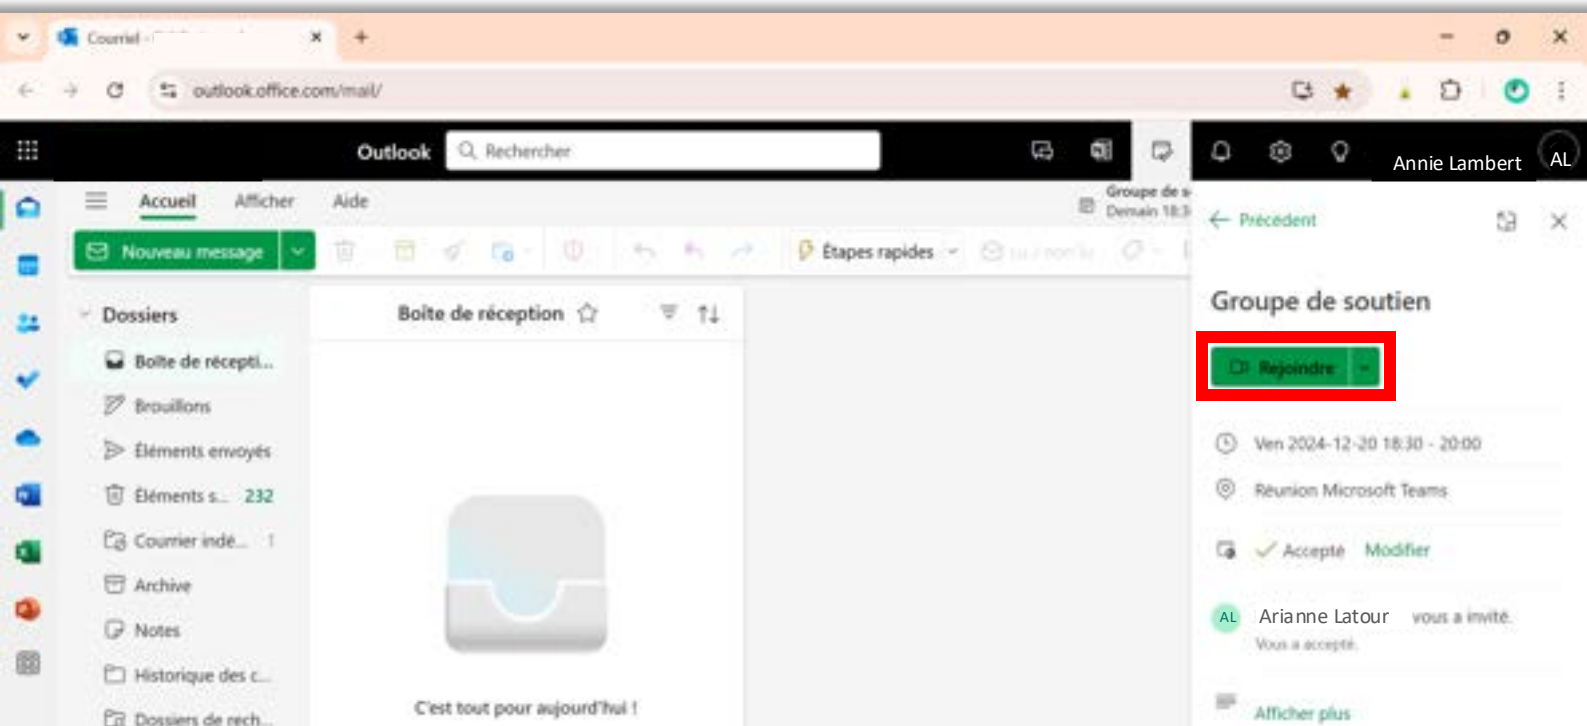 Courriel -
outlook.office.com/mail/
Outlook
Rechercher
Annie Lambert
AL
Accueil
Afficher
Aide
Groupe de s
Demain 18:3
Nouveau message
Étapes rapides
Dossiers
Boîte de récepti...
Brouillons
Éléments envoyés
Éléments s... 232
Courrier indé... 1
Archive
Notes
Historique des c...
Dossiers de rech...
Boîte de réception
C'est tout pour aujourd'hui !
Précédent
Groupe de soutien
Rejoindre
Ven 2024-12-20 18:30 - 20:00
Réunion Microsoft Teams
Accepté Modifier
AL Arianne Latour vous a invité.
Vous a accepté.
Afficher plus